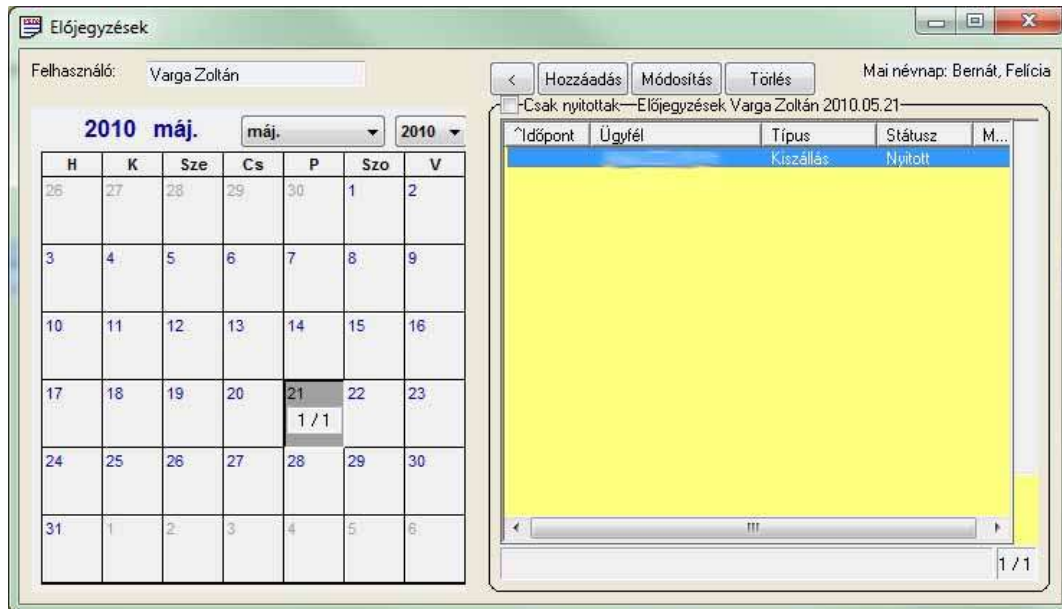 Előjegyzések
Felhasználó: Varga Zoltán
< Hozzáadás Módosítás Törlés Mai névnap: Bernát, Felícia
Csak nyitottak Előjegyzések Varga Zoltán 2010.05.21
2010 máj. máj. 2010
^Időpont Ügyfél Típus Státusz M...
Kiszállás Nyitott
H K Sze Cs P Szo V
26 27 28 29 30 1 2
3 4 5 6 7 8 9
10 11 12 13 14 15 16
17 18 19 20 21 22 23
1 / 1
24 25 26 27 28 29 30
31 1 2 3 4 5 6
1 / 1